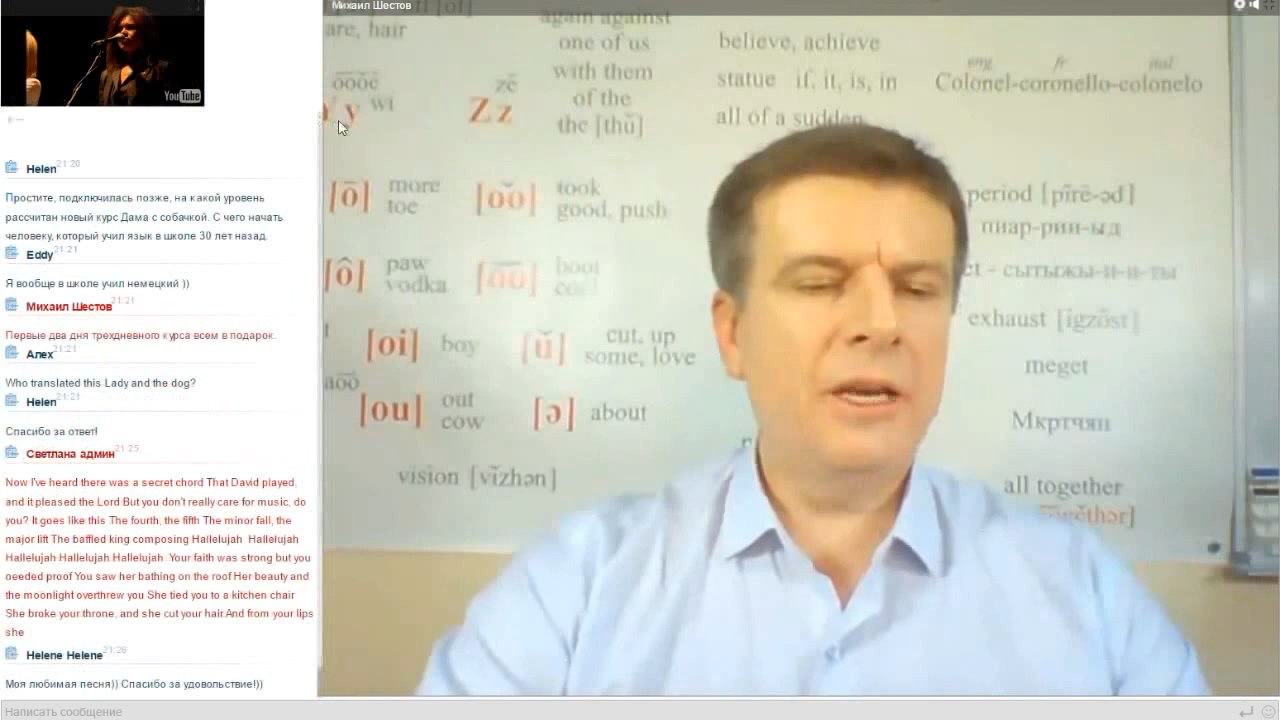 YouTube
Helen 21:20
Простите, подключилась позже, на какой уровень
рассчитан новый курс Дама с собачкой. С чего начать
человеку, который учил язык в школе 30 лет назад.
Eddy 21:21
Я вообще в школе учил немецкий ))
Михаил Шестов 21:21
Первые два дня трехдневного курса всем в подарок.
Алех 21:21
Who translated this Lady and the dog?
Helen 21:21
Спасибо за ответ!
Светлана админ 21:25
Now I've heard there was a secret chord That David played,
and it pleased the Lord But you don't really care for music, do
you? It goes like this The fourth, the fifth The minor fall, the
major lift The baffled king composing Hallelujah Hallelujah
Hallelujah Hallelujah Hallelujah Your faith was strong but you
needed proof You saw her bathing on the roof Her beauty and
the moonlight overthrew you She tied you to a kitchen chair
She broke your throne, and she cut your hair And from your lips
she
Helene Helene 21:26
Моя любимая песня)) Спасибо за удовольствие!))
Написать сообщение
Михаил Шестов
are, hair
Y y wī
Z z zē
again against
one of us
with them
of the
the [thŭ]
believe, achieve
statue if, it, is, in
all of a sudden
eng fr ital
Colonel-coronello-colonelo
[ō] more
toe
[o͝o] took
good, push
[ô] paw
vodka
[o͞o] boot
[oi] boy
[ŭ] cut, up
some, love
[ou] out
cow
[ə] about
vision [vĭzhən]
period [pîrē-əd]
пиар-рин-ыд
ct - сытыжы-и-и-ты
exhaust [ĭgzôst]
meget
Мкртчян
all together